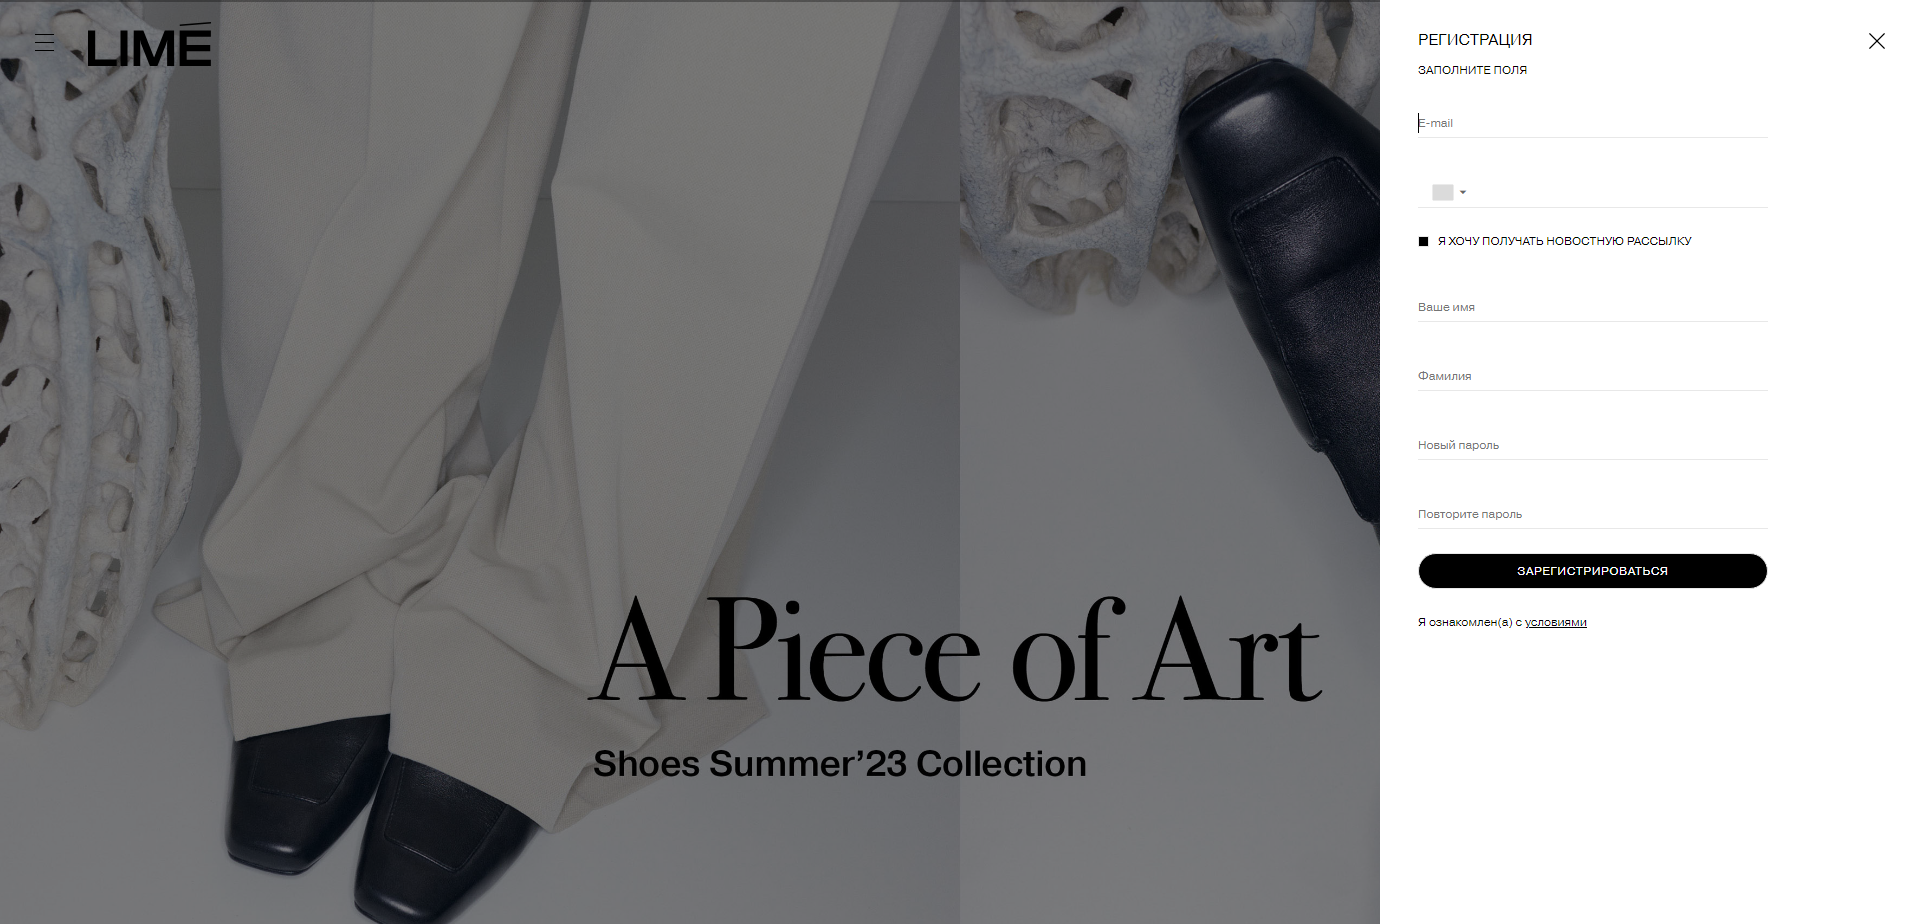 LIMÉ
A Piece of Art
Shoes Summer’23 Collection
РЕГИСТРАЦИЯ
ЗАПОЛНИТЕ ПОЛЯ
E-mail
Я ХОЧУ ПОЛУЧАТЬ НОВОСТНУЮ РАССЫЛКУ
Ваше имя
Фамилия
Новый пароль
Повторите пароль
ЗАРЕГИСТРИРОВАТЬСЯ
Я ознакомлен(а) с условиями